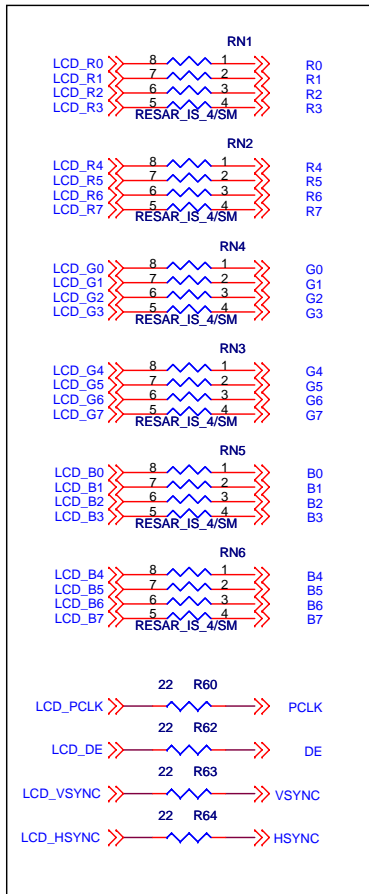 RN1
LCD_R0 8 1 R0
LCD_R1 7 2 R1
LCD_R2 6 3 R2
LCD_R3 5 4 R3
RESAR_IS_4/SM
RN2
LCD_R4 8 1 R4
LCD_R5 7 2 R5
LCD_R6 6 3 R6
LCD_R7 5 4 R7
RESAR_IS_4/SM
RN4
LCD_G0 8 1 G0
LCD_G1 7 2 G1
LCD_G2 6 3 G2
LCD_G3 5 4 G3
RESAR_IS_4/SM
RN3
LCD_G4 8 1 G4
LCD_G5 7 2 G5
LCD_G6 6 3 G6
LCD_G7 5 4 G7
RESAR_IS_4/SM
RN5
LCD_B0 8 1 B0
LCD_B1 7 2 B1
LCD_B2 6 3 B2
LCD_B3 5 4 B3
RESAR_IS_4/SM
RN6
LCD_B4 8 1 B4
LCD_B5 7 2 B5
LCD_B6 6 3 B6
LCD_B7 5 4 B7
RESAR_IS_4/SM
22 R60
LCD_PCLK PCLK
22 R62
LCD_DE DE
22 R63
LCD_VSYNC VSYNC
22 R64
LCD_HSYNC HSYNC